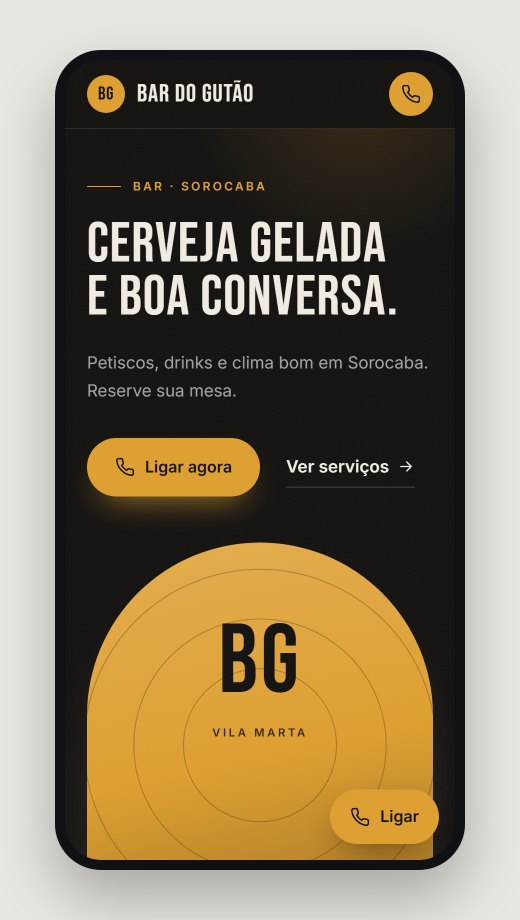 BG BAR DO GUTÃO
BAR · SOROCABA
CERVEJA GELADA
E BOA CONVERSA.
Petiscos, drinks e clima bom em Sorocaba.
Reserve sua mesa.
Ligar agora
Ver serviços →
BG
VILA MARTA
Ligar